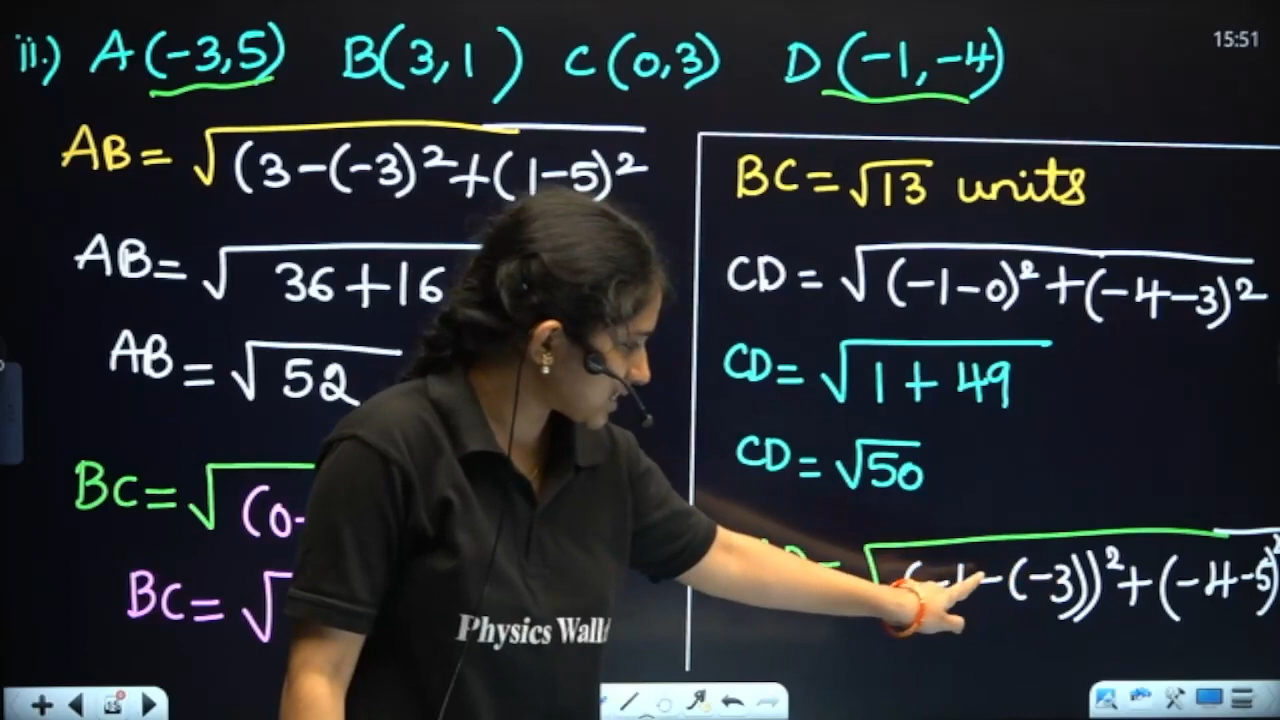 ii.) A(-3,5) B(3,1) C(0,3) D(-1,-4)
15:51
AB = √(3-(-3)²+(1-5)²
AB = √36+16
AB = √52
BC = √(0-
BC = √
BC = √13 units
CD = √(-1-0)²+(-4-3)²
CD = √1+49
CD = √50
-(-3))²+(-4-5)²
Physics Wall